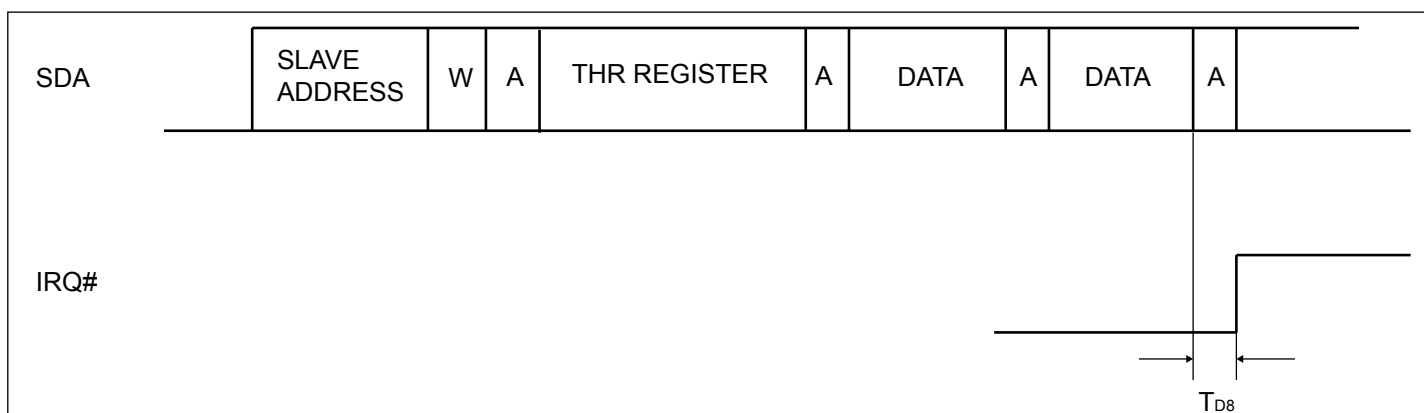 SDA
SLAVE
ADDRESS
W
A
THR REGISTER
A
DATA
A
DATA
A
IRQ#
TD8